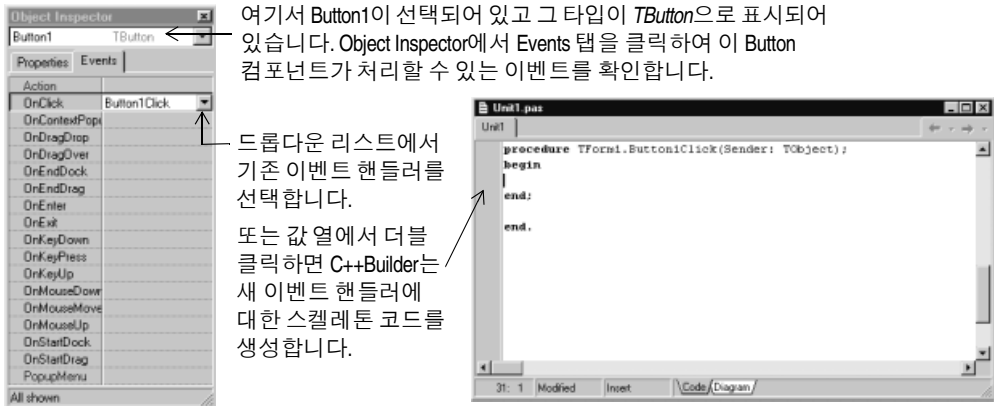 여기서 Button1이 선택되어 있고 그 타입이 TButton으로 표시되어
있습니다. Object Inspector에서 Events 탭을 클릭하여 이 Button
컴포넌트가 처리할 수 있는 이벤트를 확인합니다.
Object Inspector
Button1 TButton
Properties Events
Action
OnClick Button1Click
OnContextPopu
OnDragDrop
OnDragOver
OnEndDock
OnEndDrag
OnEnter
OnExit
OnKeyDown
OnKeyPress
OnKeyUp
OnMouseDown
OnMouseMove
OnMouseUp
OnStartDock
OnStartDrag
PopupMenu
All shown
드롭다운 리스트에서
기존 이벤트 핸들러를
선택합니다.
또는 값 열에서 더블
클릭하면 C++Builder는
새 이벤트 핸들러에
대한 스켈레톤 코드를
생성합니다.
Unit1.pas
Unit1
procedure TForm1.Button1Click(Sender: TObject);
begin
end;
end.
31: 1 Modified Insert Code Diagram